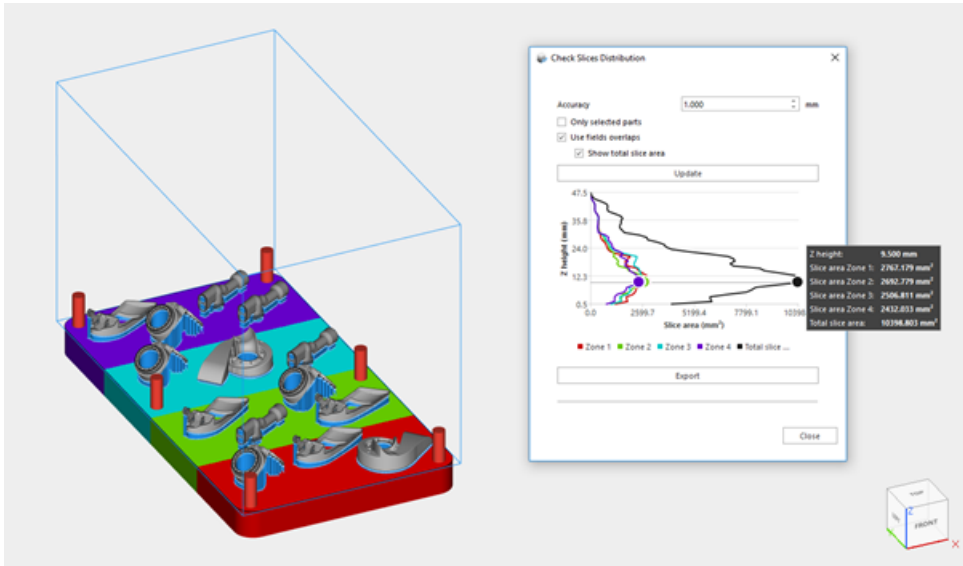 Check Slices Distribution
Accuracy 1.000 mm
Only selected parts
Use fields overlaps
Show total slice area
Update
47.5
35.8
24.0
12.3
0.5
Z height (mm)
0.0 2599.7 5199.4 7799.1 10398
Slice area (mm²)
Zone 1 Zone 2 Zone 3 Zone 4 Total slice ...
Z height: 9.500 mm
Slice area Zone 1: 2767.179 mm²
Slice area Zone 2: 2692.779 mm²
Slice area Zone 3: 2506.811 mm²
Slice area Zone 4: 2432.033 mm²
Total slice area: 10398.803 mm²
Export
Close
TOP
FRONT
Z
X